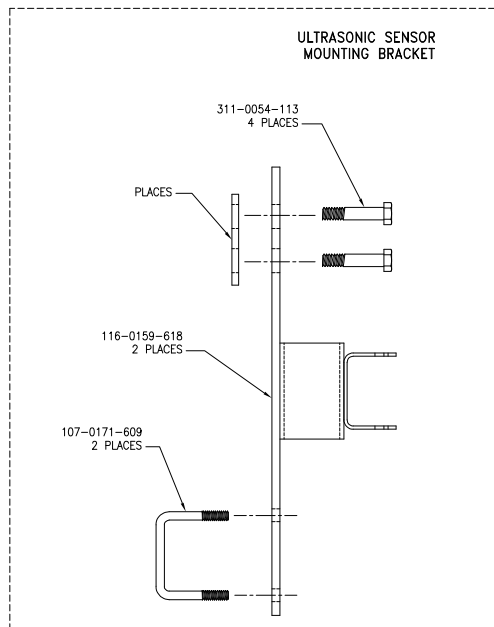 ULTRASONIC SENSOR
MOUNTING BRACKET
311-0054-113
4 PLACES
PLACES
116-0159-618
2 PLACES
107-0171-609
2 PLACES